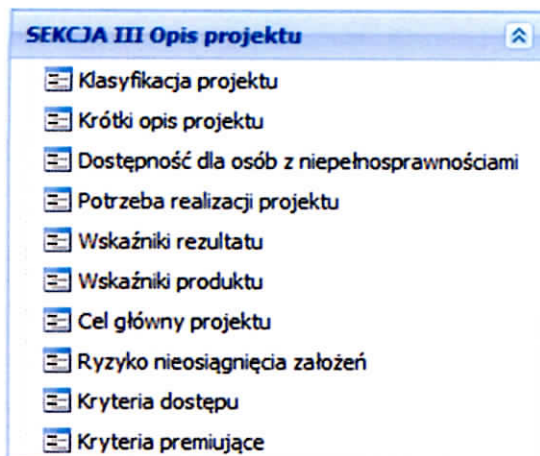 SEKCJA III Opis projektu
Klasyfikacja projektu
Krótki opis projektu
Dostępność dla osób z niepełnosprawnościami
Potrzeba realizacji projektu
Wskaźniki rezultatu
Wskaźniki produktu
Cel główny projektu
Ryzyko nieosiągnięcia założeń
Kryteria dostępu
Kryteria premiujące